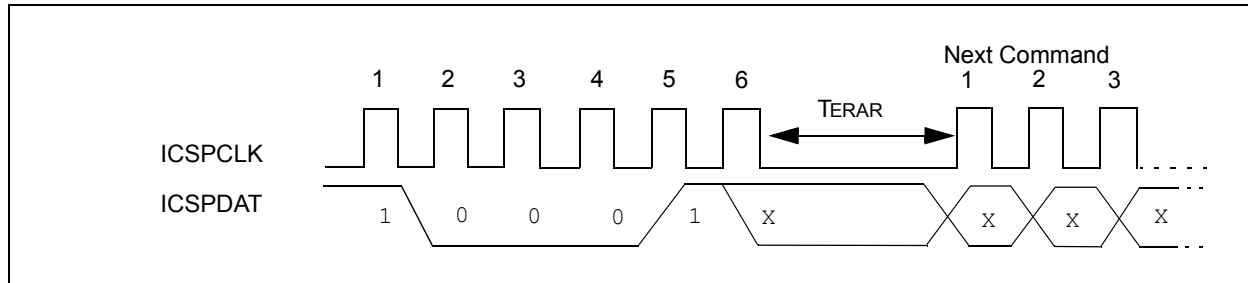 Next Command
1 2 3 4 5 6 1 2 3
TERAR
ICSPCLK
ICSPDAT
1 0 0 0 1 X X X X